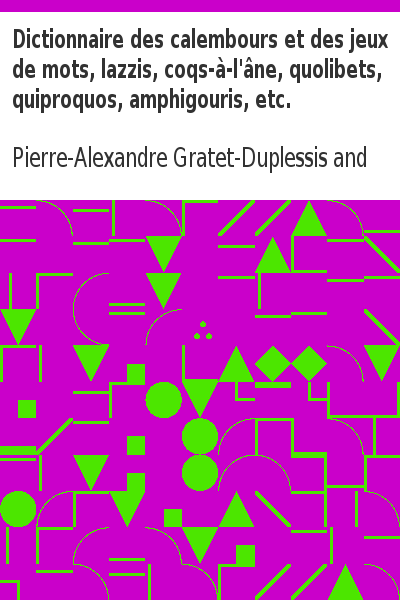 Dictionnaire des calembours et des jeux
de mots, lazzis, coqs-à-l'âne, quolibets,
quiproquos, amphigouris, etc.
Pierre-Alexandre Gratet-Duplessis and